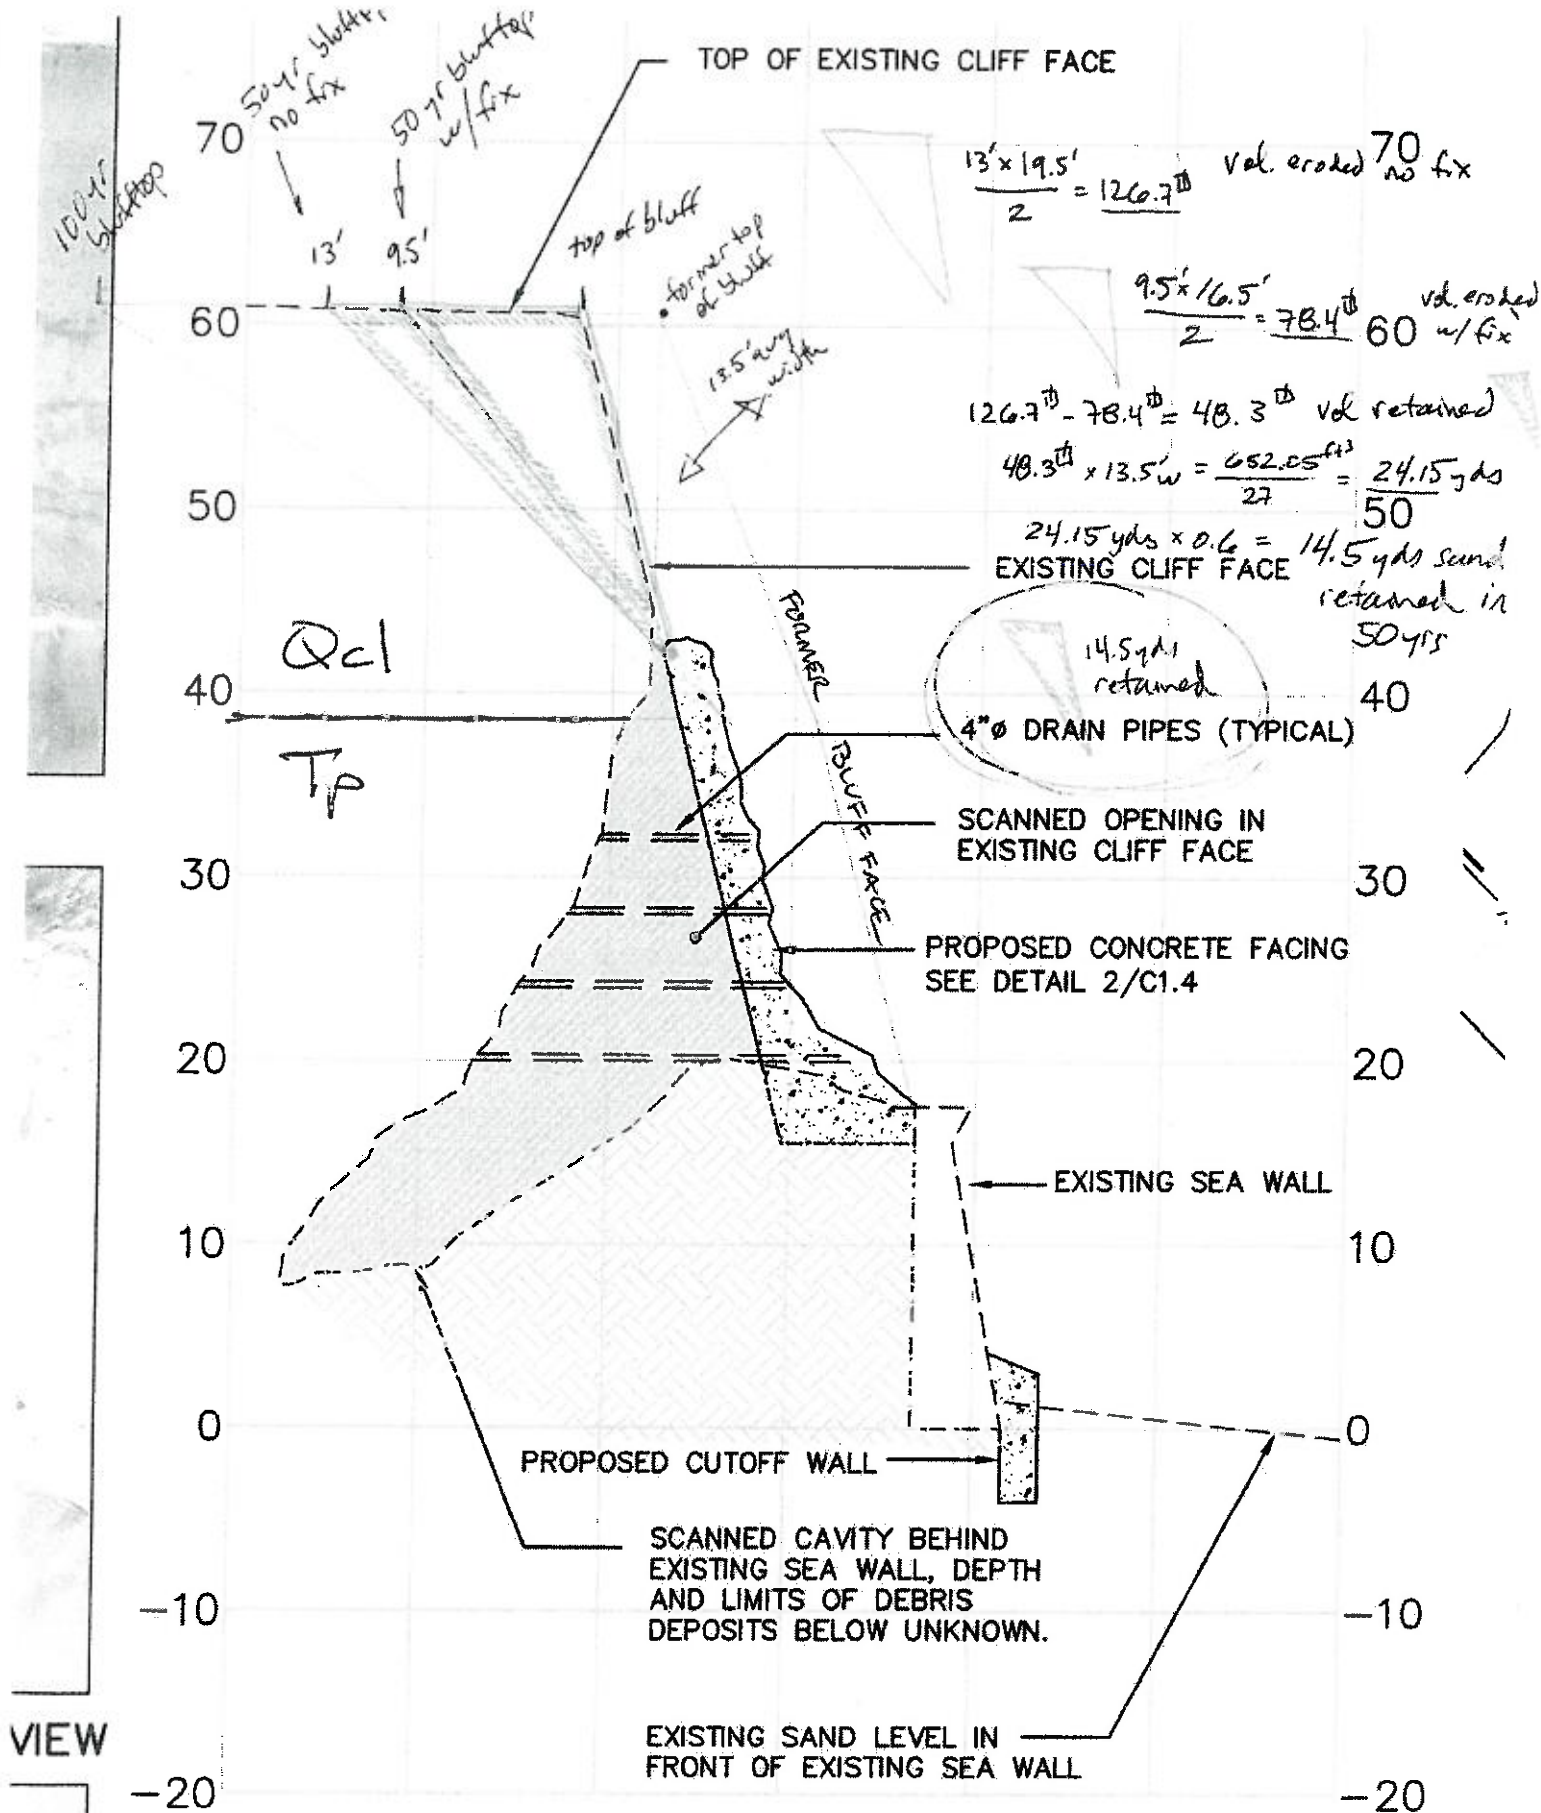 50 yr blufftop
no fix
50 yr blufftop
w/fix
TOP OF EXISTING CLIFF FACE
100 yr
blufftop
70
70
13' x 19.5'
2
= 126.7
vol. eroded no fix
13'
9.5'
top of bluff
former top
of bluff
13.5' avg
width
60
60
9.5' x 16.5'
2
= 78.4
vol. eroded
w/ fix
126.7 - 78.4 = 48.3 vol retained
48.3 x 13.5'w = 652.05 ft3
27
= 24.15 yds
50
50
24.15 yds x 0.6 = 14.5 yds sand
retained in
50 yrs
EXISTING CLIFF FACE
14.5 yds
retained
FORMER BLUFF FACE
Qcl
40
40
Tp
4"ø DRAIN PIPES (TYPICAL)
SCANNED OPENING IN
EXISTING CLIFF FACE
30
30
PROPOSED CONCRETE FACING
SEE DETAIL 2/C1.4
20
20
EXISTING SEA WALL
10
10
0
0
PROPOSED CUTOFF WALL
SCANNED CAVITY BEHIND
EXISTING SEA WALL, DEPTH
AND LIMITS OF DEBRIS
DEPOSITS BELOW UNKNOWN.
-10
-10
EXISTING SAND LEVEL IN
FRONT OF EXISTING SEA WALL
VIEW
-20
-20